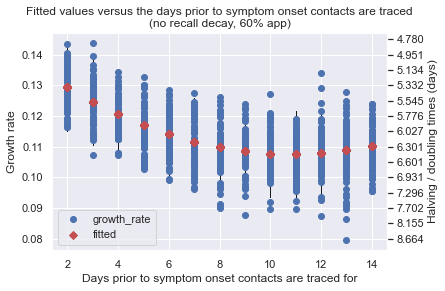 Fitted values versus the days prior to symptom onset contacts are traced
(no recall decay, 60% app)
Growth rate
0.14
0.13
0.12
0.11
0.10
0.09
0.08
4.780
4.951
5.134
5.332
5.545
5.776
6.027
6.301
6.601
6.931
7.296
7.702
8.155
8.664
Halving / doubling times (days)
growth_rate
fitted
2 4 6 8 10 12 14
Days prior to symptom onset contacts are traced for